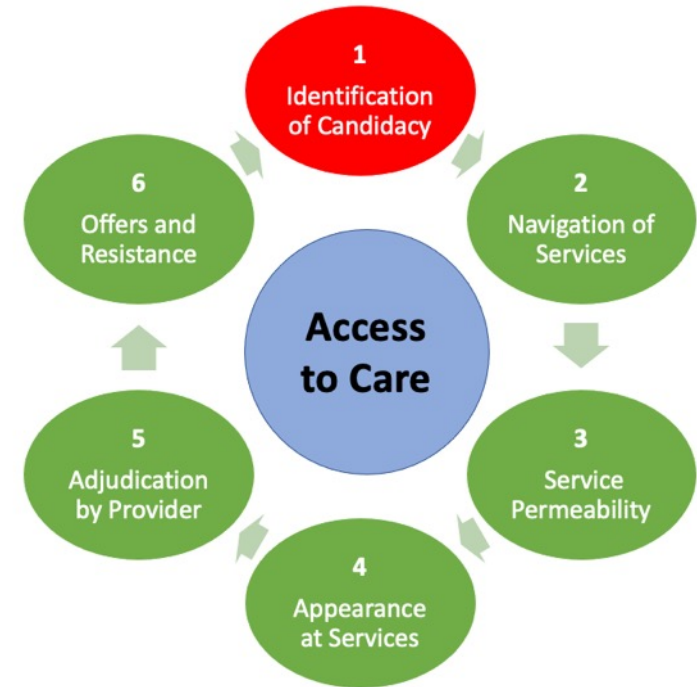 1
Identification
of Candidacy
2
Navigation of
Services
3
Service
Permeability
4
Appearance
at Services
5
Adjudication
by Provider
6
Offers and
Resistance
Access
to Care